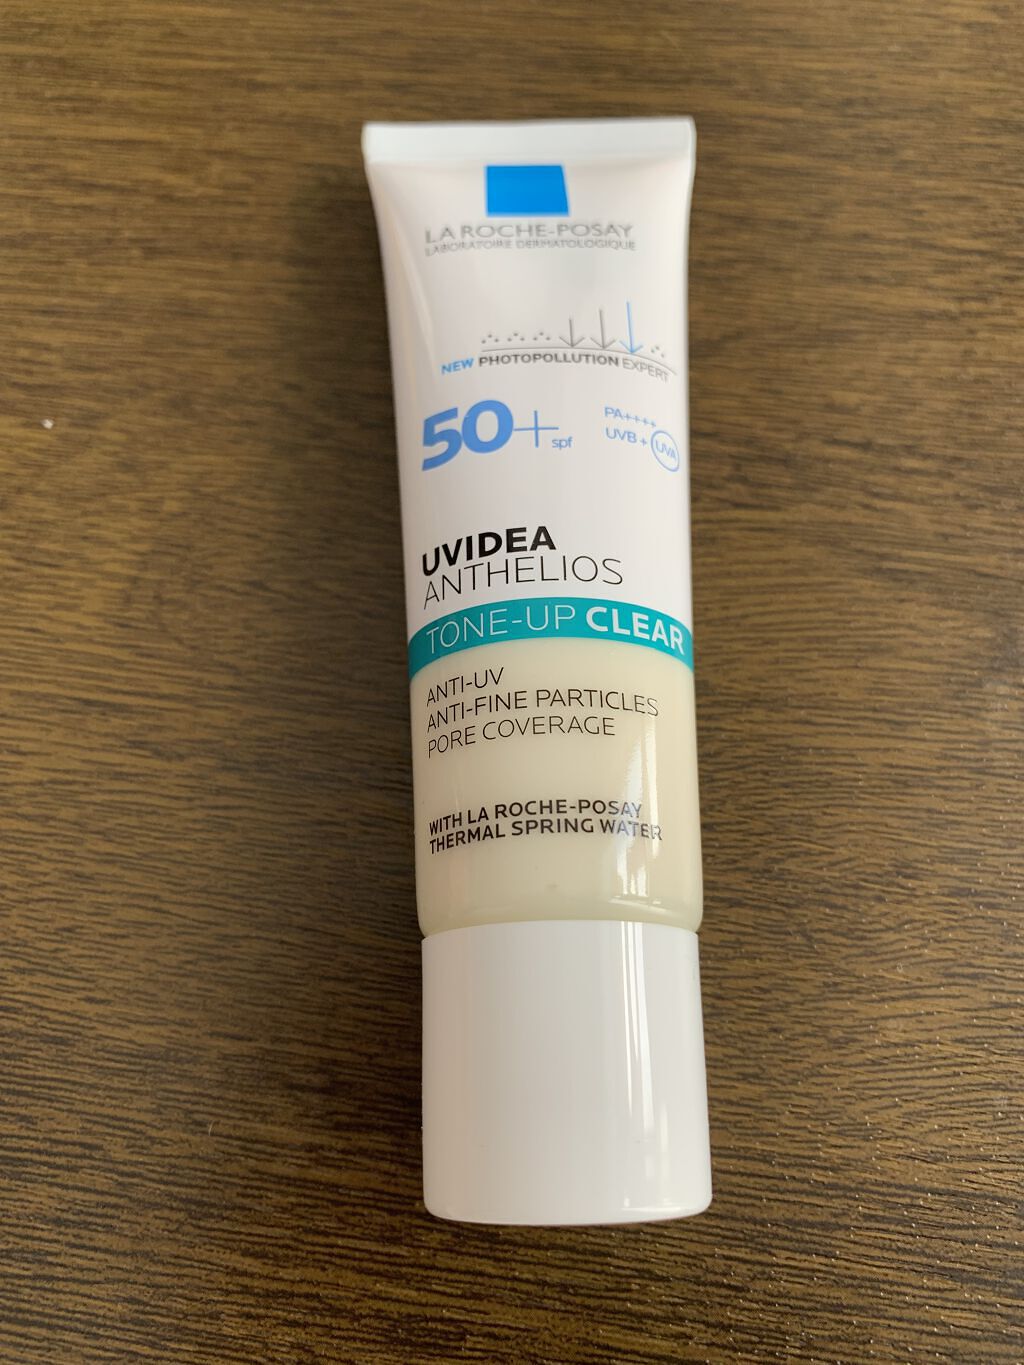 LA ROCHE-POSAY
LABORATOIRE DERMATOLOGIQUE
NEW PHOTOPOLLUTION EXPERT
50+ spf
PA++++
UVB + UVA
UVIDEA
ANTHELIOS
TONE-UP CLEAR
ANTI-UV
ANTI-FINE PARTICLES
PORE COVERAGE
WITH LA ROCHE-POSAY
THERMAL SPRING WATER